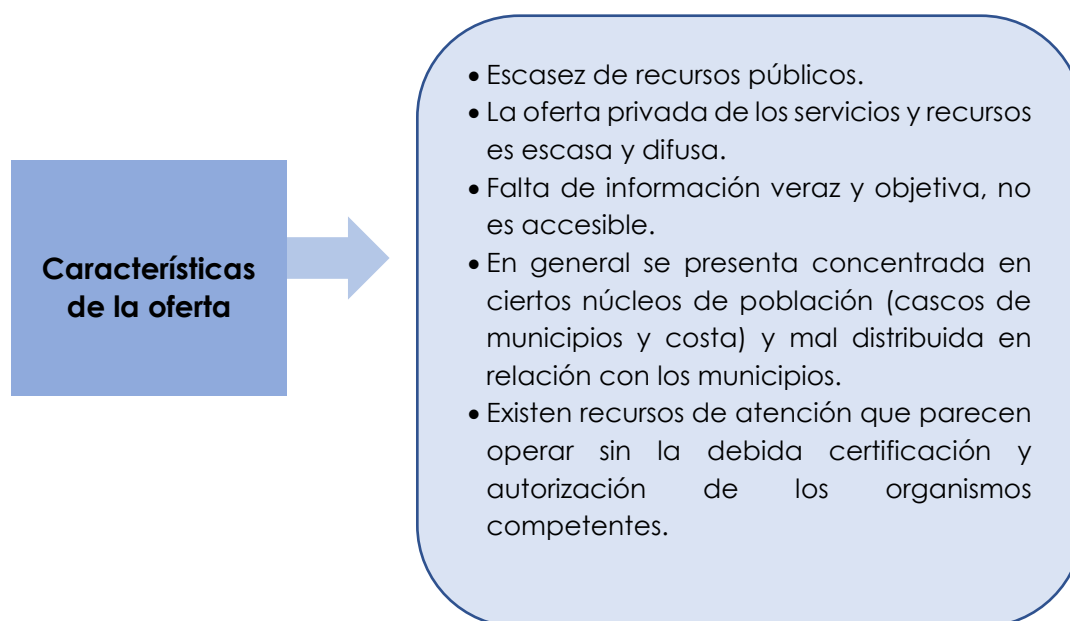 Características
de la oferta
• Escasez de recursos públicos.
• La oferta privada de los servicios y recursos
es escasa y difusa.
• Falta de información veraz y objetiva, no
es accesible.
• En general se presenta concentrada en
ciertos núcleos de población (cascos de
municipios y costa) y mal distribuida en
relación con los municipios.
• Existen recursos de atención que parecen
operar sin la debida certificación y
autorización de los organismos
competentes.